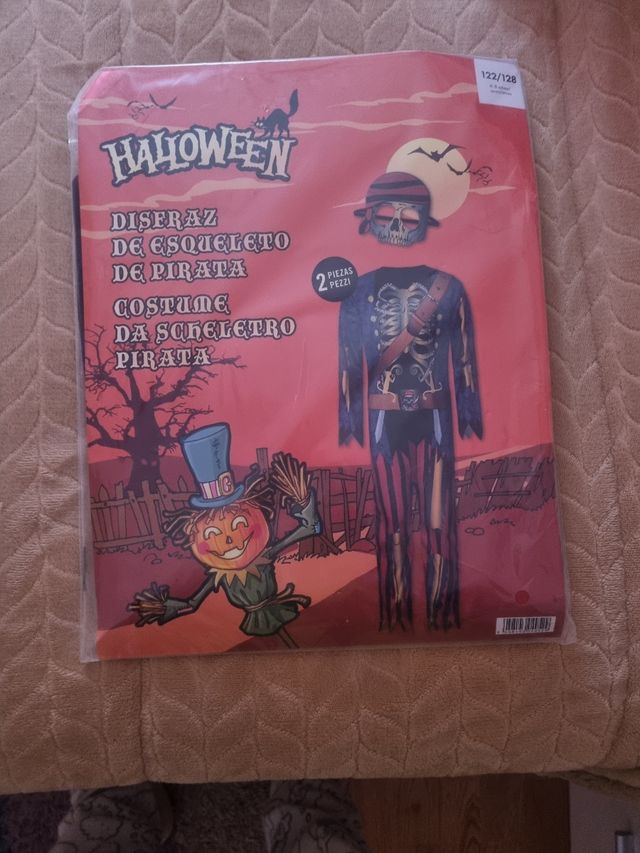 122/128
HALLOWEEN
DISFRAZ
DE ESQUELETO
DE PIRATA
2 PIEZAS
PEZZI
COSTUME
DA SCHELETRO
PIRATA